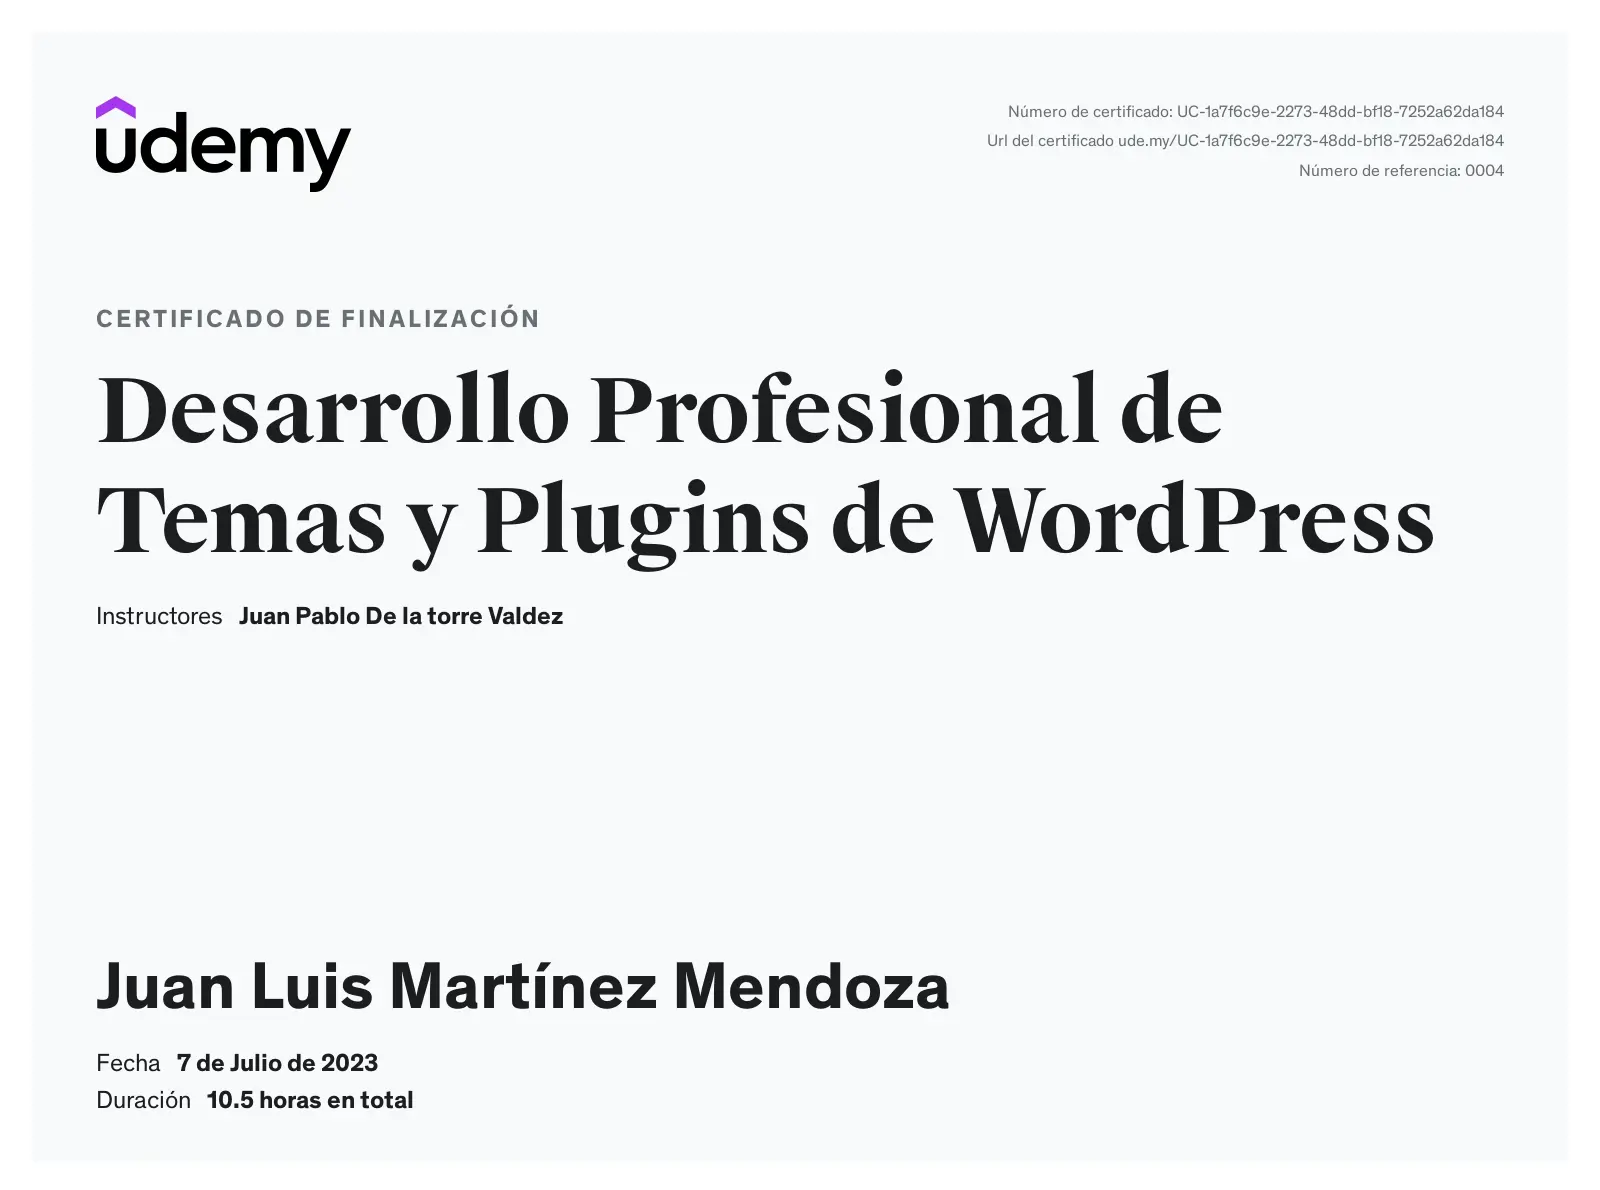 udemy
Número de certificado: UC-1a7f6c9e-2273-48dd-bf18-7252a62da184
Url del certificado ude.my/UC-1a7f6c9e-2273-48dd-bf18-7252a62da184
Número de referencia: 0004
CERTIFICADO DE FINALIZACIÓN
Desarrollo Profesional de
Temas y Plugins de WordPress
Instructores Juan Pablo De la torre Valdez
Juan Luis Martínez Mendoza
Fecha 7 de Julio de 2023
Duración 10.5 horas en total